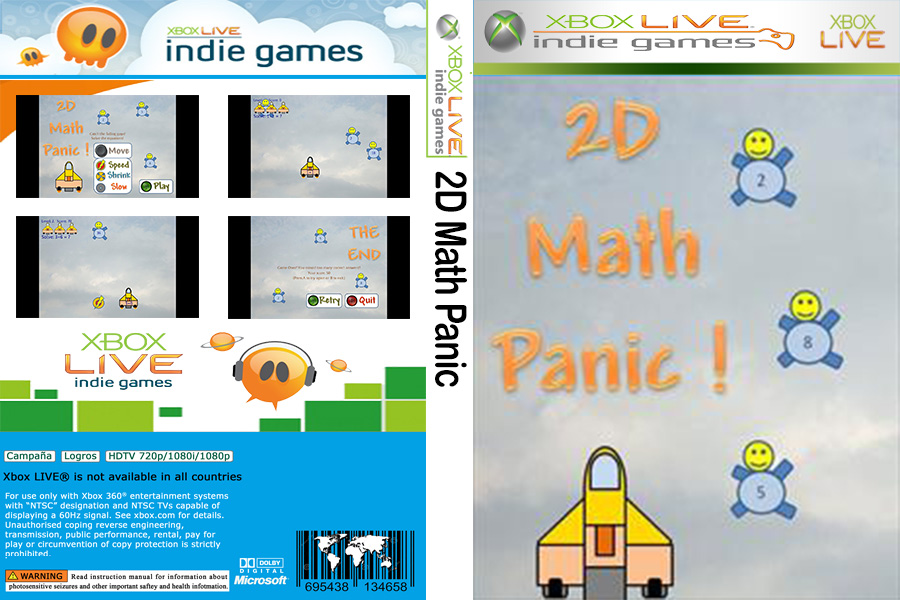 XBOX LIVE
indie games
2D
Math
Panic !
Move
Speed
Shrink
Slow
Play
THE
END
Retry
Quit
XBOX
LIVE
indie games
Campaña
Logros
HDTV 720p/1080i/1080p
Xbox LIVE® is not available in all countries
For use only with Xbox 360® entertainment systems
with "NTSC" designation and NTSC TVs capable of
displaying a 60Hz signal. See xbox.com for details.
Unauthorised coping reverse engineering,
transmission, public performance, rental, pay for
play or circumvention of copy protection is strictly
prohibited.
WARNING Read instruction manual for information about
photosensitive seizures and other important saftey and health infotmation.
DOLBY
DIGITAL
Microsoft
695438 134658
XBOX LIVE
indie games
2D Math Panic
XBOX LIVE
indie games
XBOX
LIVE
2D
Math
Panic !
2
8
5